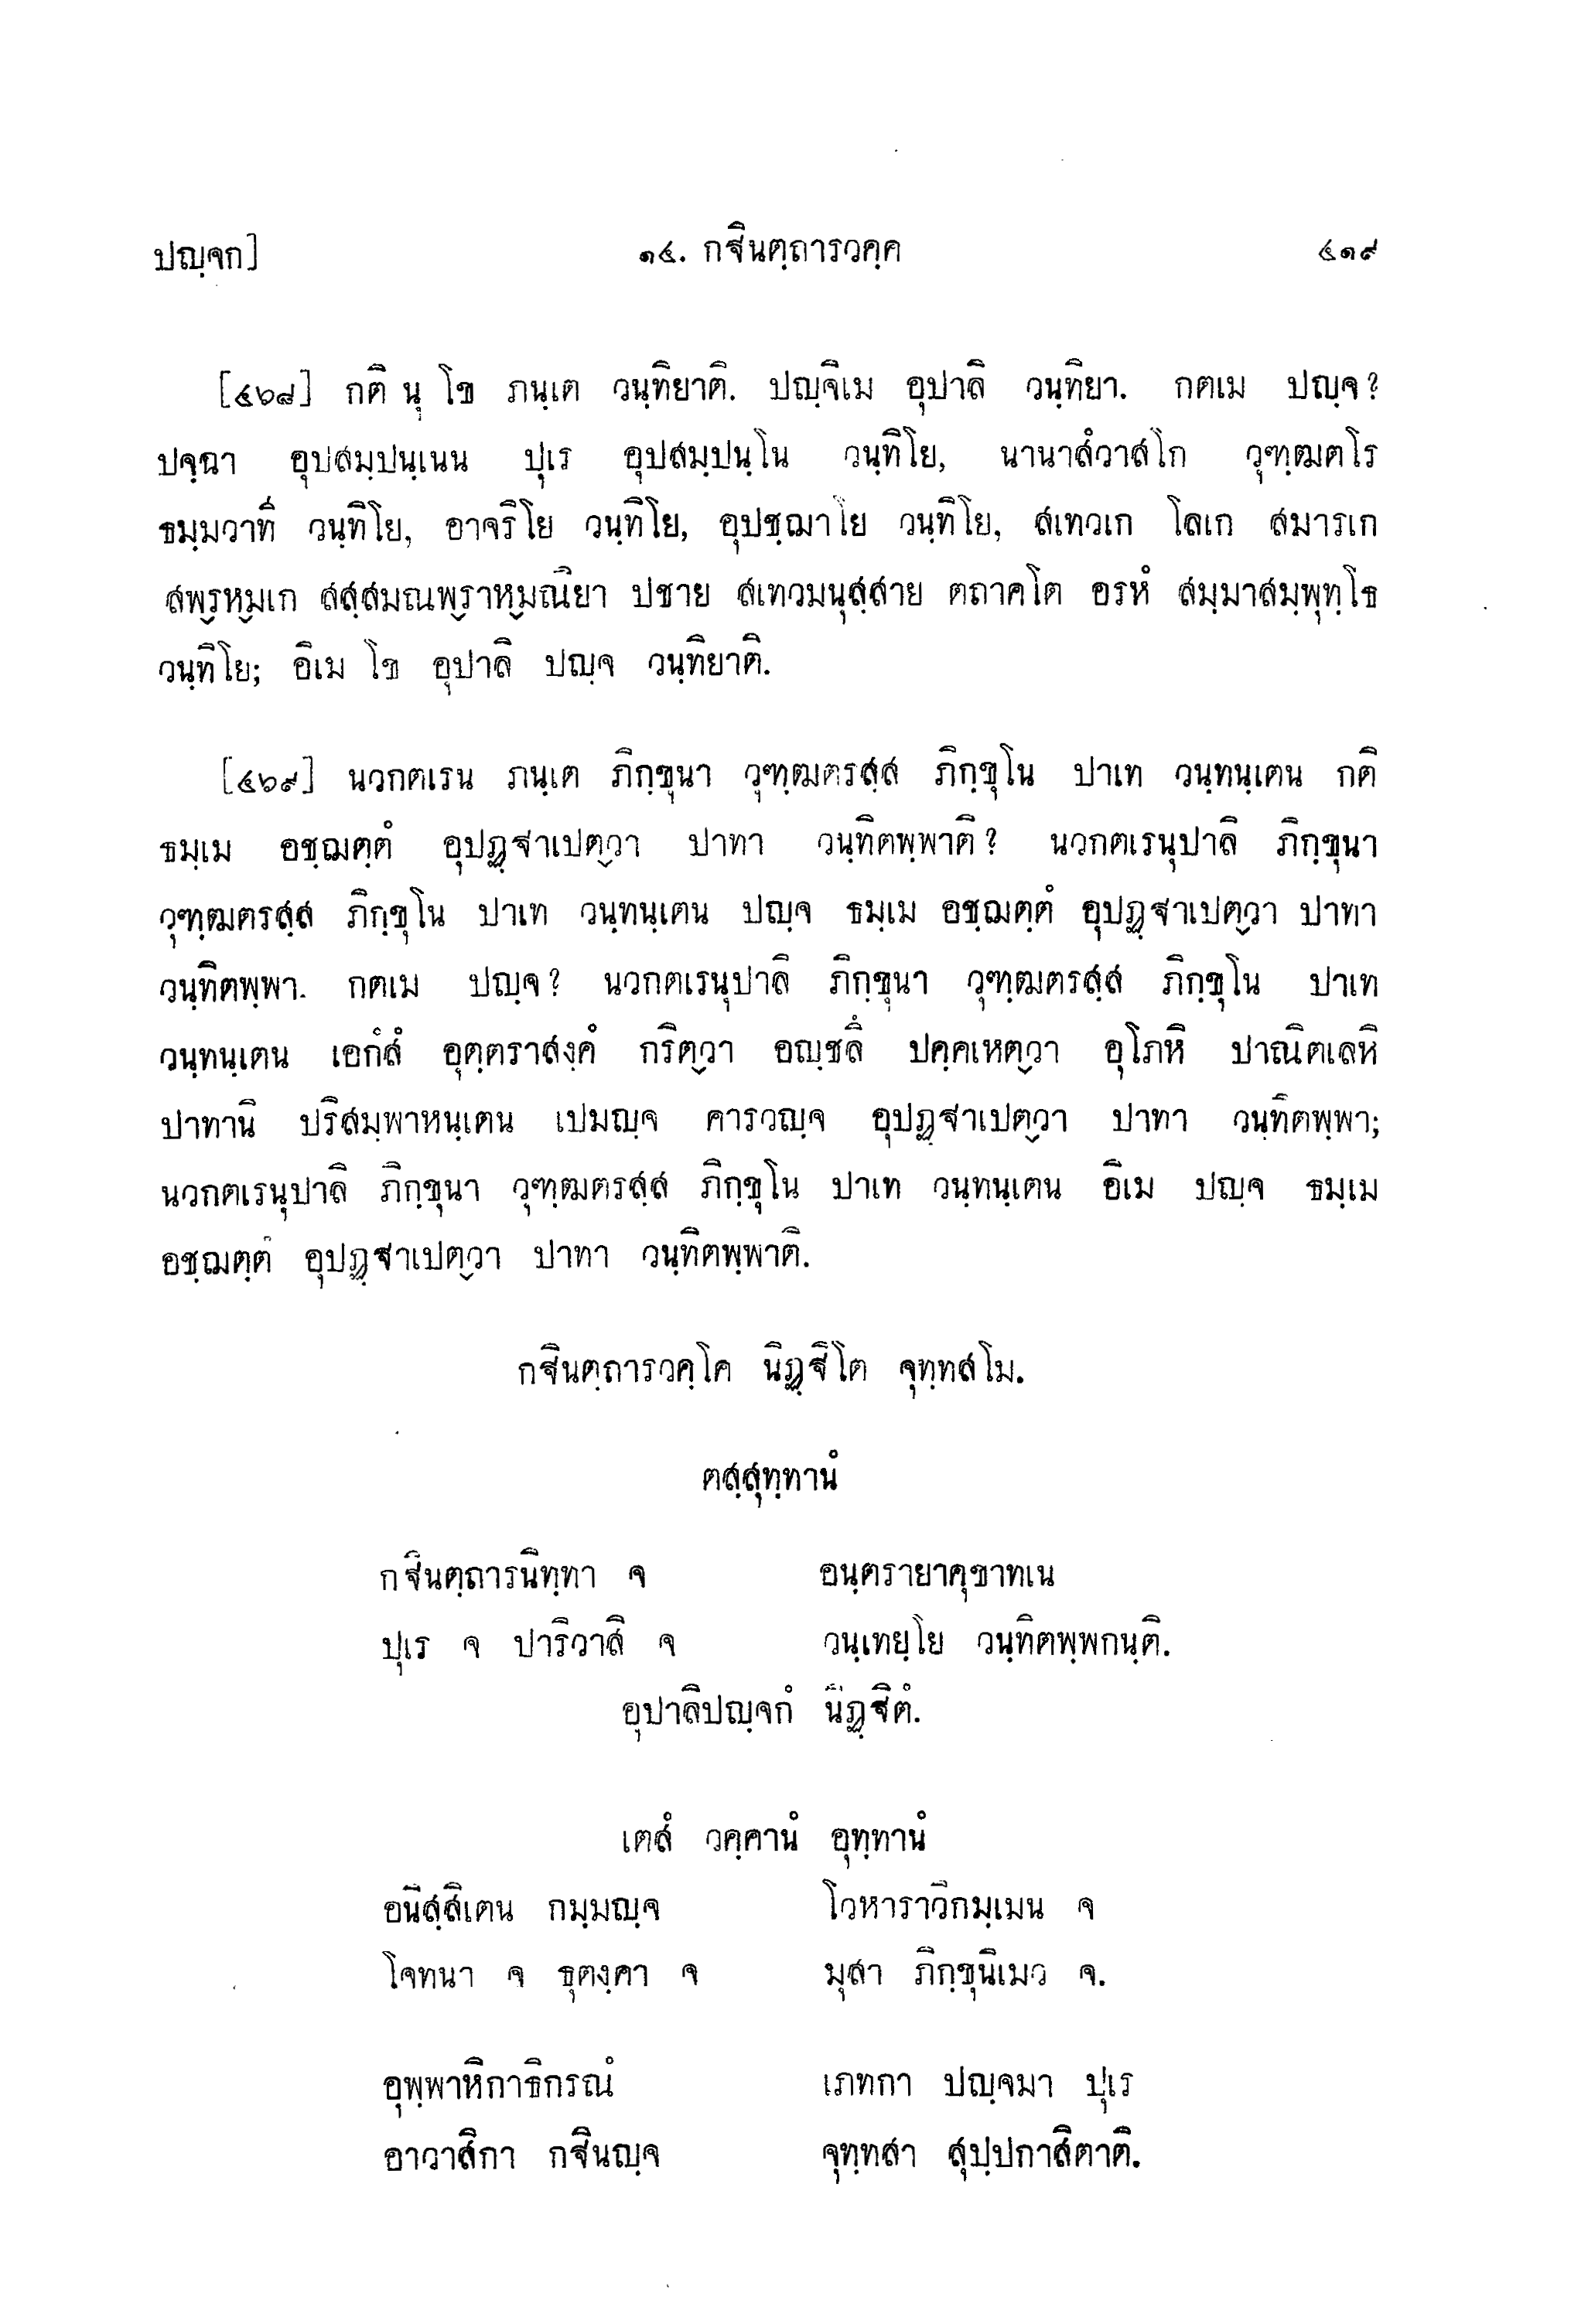 ปญฺจก] ๑๔. กฐินตฺถารวคฺค ๔๑๙
[๔๖๘] กติ นุ โข ภนฺเต วนฺทิยาติ. ปญฺจิเม อุปาลิ วนฺทิยา. กตเม ปญฺจ?
ปจฺฉา อุปสมฺปนฺเนน ปุเร อุปสมฺปนฺโน วนฺทิโย, นานาสํวาสโก วุฑฺฒตโร
ธมฺมวาที วนฺทิโย, อาจริโย วนฺทิโย, อุปชฺฌาโย วนฺทิโย, สเทวเก โลเก สมารเก
สพ๎รห๎มเก สสฺสมณพ๎ราห๎มณิยา ปชาย สเทวมนุสฺสาย ตถาคโต อรหํ สมฺมาสมฺพุทฺโธ
วนฺทิโย; อิเม โข อุปาลิ ปญฺจ วนฺทิยาติ.
[๔๖๙] นวกตเรน ภนฺเต ภิกฺขุนา วุฑฺฒตรสฺส ภิกฺขุโน ปาเท วนฺทนฺเตน กติ
ธมฺเม อชฺฌตฺตํ อุปฏฺฐาเปต๎วา ปาทา วนฺทิตพฺพาติ? นวกตเรนุปาลิ ภิกฺขุนา
วุฑฺฒตรสฺส ภิกฺขุโน ปาเท วนฺทนฺเตน ปญฺจ ธมฺเม อชฺฌตฺตํ อุปฏฺฐาเปต๎วา ปาทา
วนฺทิตพฺพา. กตเม ปญฺจ? นวกตเรนุปาลิ ภิกฺขุนา วุฑฺฒตรสฺส ภิกฺขุโน ปาเท
วนฺทนฺเตน เอกํสํ อุตฺตราสงฺคํ กริต๎วา อญฺชลึ ปคฺคเหต๎วา อุโภหิ ปาณิตเลหิ
ปาทานิ ปริสมฺพาหนฺเตน เปมญฺจ คารวญฺจ อุปฏฺฐาเปต๎วา ปาทา วนฺทิตพฺพา;
นวกตเรนุปาลิ ภิกฺขุนา วุฑฺฒตรสฺส ภิกฺขุโน ปาเท วนฺทนฺเตน อิเม ปญฺจ ธมฺเม
อชฺฌตฺตํ อุปฏฺฐาเปต๎วา ปาทา วนฺทิตพฺพาติ.
กฐินตฺถารวคฺโค นิฏฺฐิโต จุทฺทสโม.
ตสฺสุทฺทานํ
กฐินตฺถารนิทฺทา จ อนฺตรายาคุขาทเน
ปุเร จ ปาริวาสิ จ วนฺเทยฺโย วนฺทิตพฺพกนฺติ.
อุปาลิปญฺจกํ นิฏฺฐิตํ.
เตสํ วคฺคานํ อุทฺทานํ
อนิสฺสิเตน กมฺมญฺจ โวหาราวิกมฺเมน จ
โจทนา จ ธุตงฺคา จ มุสา ภิกฺขุนิเมว จ.
อุพฺพาหิกาธิกรณํ เภทกา ปญฺจมา ปุเร
อาวาสิกา กฐินญฺจ จุทฺทสา สุปฺปกาสิตาติ.